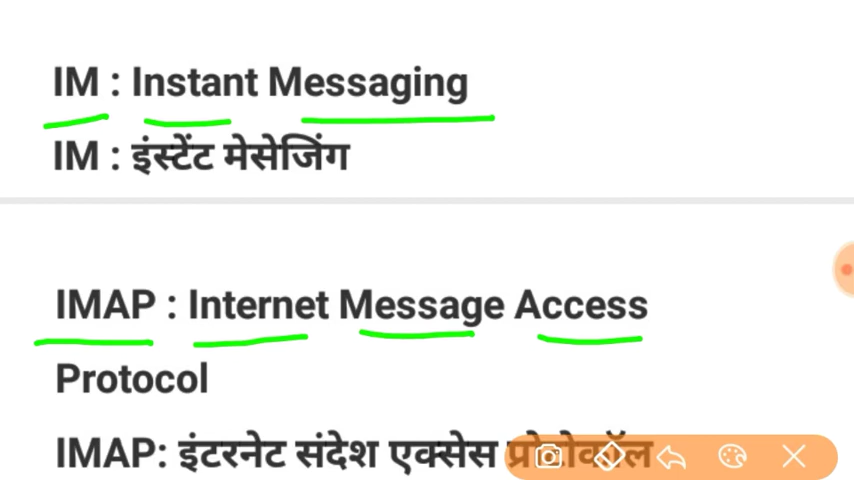 IM : Instant Messaging
IM : इंस्टेंट मेसेजिंग
IMAP : Internet Message Access
Protocol
IMAP: इंटरनेट संदेश एक्सेस प्रोटोकॉल